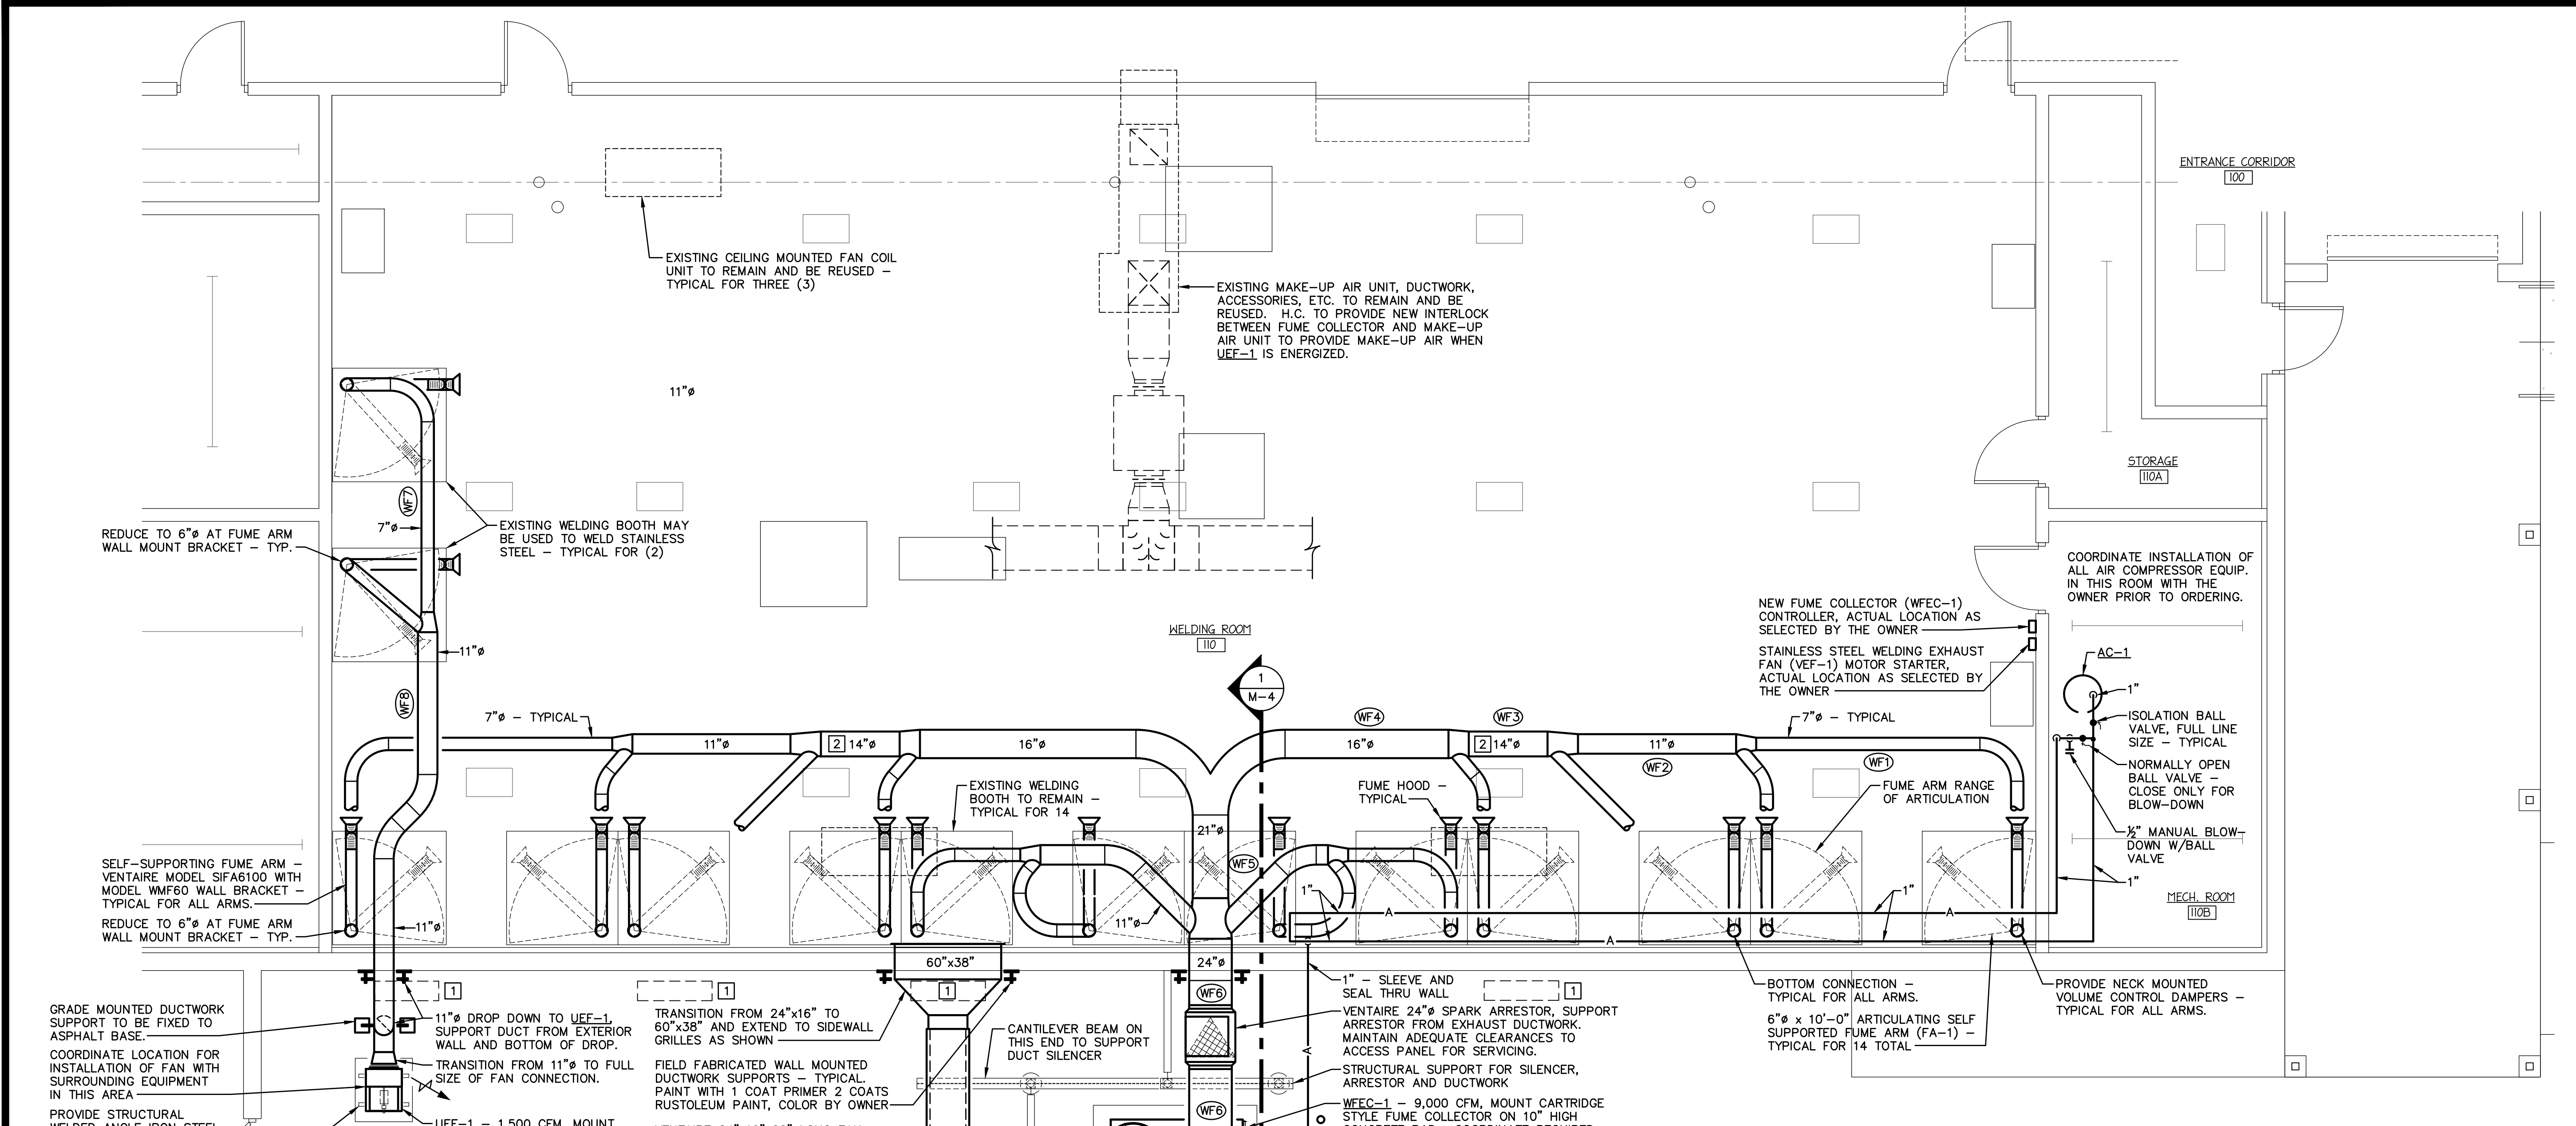 ENTRANCE CORRIDOR
100
EXISTING CEILING MOUNTED FAN COIL
UNIT TO REMAIN AND BE REUSED –
TYPICAL FOR THREE (3)
EXISTING MAKE–UP AIR UNIT, DUCTWORK,
ACCESSORIES, ETC. TO REMAIN AND BE
REUSED. H.C. TO PROVIDE NEW INTERLOCK
BETWEEN FUME COLLECTOR AND MAKE–UP
AIR UNIT TO PROVIDE MAKE–UP AIR WHEN
UEF–1 IS ENERGIZED.
11"ø
STORAGE
110A
WF7
7"ø
REDUCE TO 6"ø AT FUME ARM
WALL MOUNT BRACKET – TYP.
EXISTING WELDING BOOTH MAY
BE USED TO WELD STAINLESS
STEEL – TYPICAL FOR (2)
COORDINATE INSTALLATION OF
ALL AIR COMPRESSOR EQUIP.
IN THIS ROOM WITH THE
OWNER PRIOR TO ORDERING.
NEW FUME COLLECTOR (WFEC–1)
CONTROLLER, ACTUAL LOCATION AS
SELECTED BY THE OWNER
STAINLESS STEEL WELDING EXHAUST
FAN (VEF–1) MOTOR STARTER,
ACTUAL LOCATION AS SELECTED BY
THE OWNER
WELDING ROOM
110
11"ø
WF8
1
M–4
AC–1
1"
ISOLATION BALL
VALVE, FULL LINE
SIZE – TYPICAL
NORMALLY OPEN
BALL VALVE –
CLOSE ONLY FOR
BLOW–DOWN
½" MANUAL BLOW–
DOWN W/BALL
VALVE
1"
MECH. ROOM
110B
7"ø – TYPICAL
11"ø
2 14"ø
16"ø
WF4
WF3
16"ø
2 14"ø
11"ø
WF2
7"ø – TYPICAL
WF1
EXISTING WELDING
BOOTH TO REMAIN –
TYPICAL FOR 14
FUME HOOD –
TYPICAL
FUME ARM RANGE
OF ARTICULATION
21"ø
WF5
SELF–SUPPORTING FUME ARM –
VENTAIRE MODEL SIFA6100 WITH
MODEL WMF60 WALL BRACKET –
TYPICAL FOR ALL ARMS.
REDUCE TO 6"ø AT FUME ARM
WALL MOUNT BRACKET – TYP.
11"ø
11"ø
1"
A
1"
A
A
60"x38"
24"ø
WF6
1
1
1
1
GRADE MOUNTED DUCTWORK
SUPPORT TO BE FIXED TO
ASPHALT BASE.
COORDINATE LOCATION FOR
INSTALLATION OF FAN WITH
SURROUNDING EQUIPMENT
IN THIS AREA
PROVIDE STRUCTURAL
WELDED ANGLE IRON STEEL
11"ø DROP DOWN TO UEF–1,
SUPPORT DUCT FROM EXTERIOR
WALL AND BOTTOM OF DROP.
TRANSITION FROM 11"ø TO FULL
SIZE OF FAN CONNECTION.
UEF–1 – 1,500 CFM, MOUNT
TRANSITION FROM 24"x16" TO
60"x38" AND EXTEND TO SIDEWALL
GRILLES AS SHOWN
FIELD FABRICATED WALL MOUNTED
DUCTWORK SUPPORTS – TYPICAL.
PAINT WITH 1 COAT PRIMER 2 COATS
RUSTOLEUM PAINT, COLOR BY OWNER
CANTILEVER BEAM ON
THIS END TO SUPPORT
DUCT SILENCER
WF6
1" – SLEEVE AND
SEAL THRU WALL
VENTAIRE 24"ø SPARK ARRESTOR, SUPPORT
ARRESTOR FROM EXHAUST DUCTWORK.
MAINTAIN ADEQUATE CLEARANCES TO
ACCESS PANEL FOR SERVICING.
STRUCTURAL SUPPORT FOR SILENCER,
ARRESTOR AND DUCTWORK
WFEC–1 – 9,000 CFM, MOUNT CARTRIDGE
STYLE FUME COLLECTOR ON 10" HIGH
BOTTOM CONNECTION –
TYPICAL FOR ALL ARMS.
6"ø x 10'–0" ARTICULATING SELF
SUPPORTED FUME ARM (FA–1) –
TYPICAL FOR 14 TOTAL
PROVIDE NECK MOUNTED
VOLUME CONTROL DAMPERS –
TYPICAL FOR ALL ARMS.